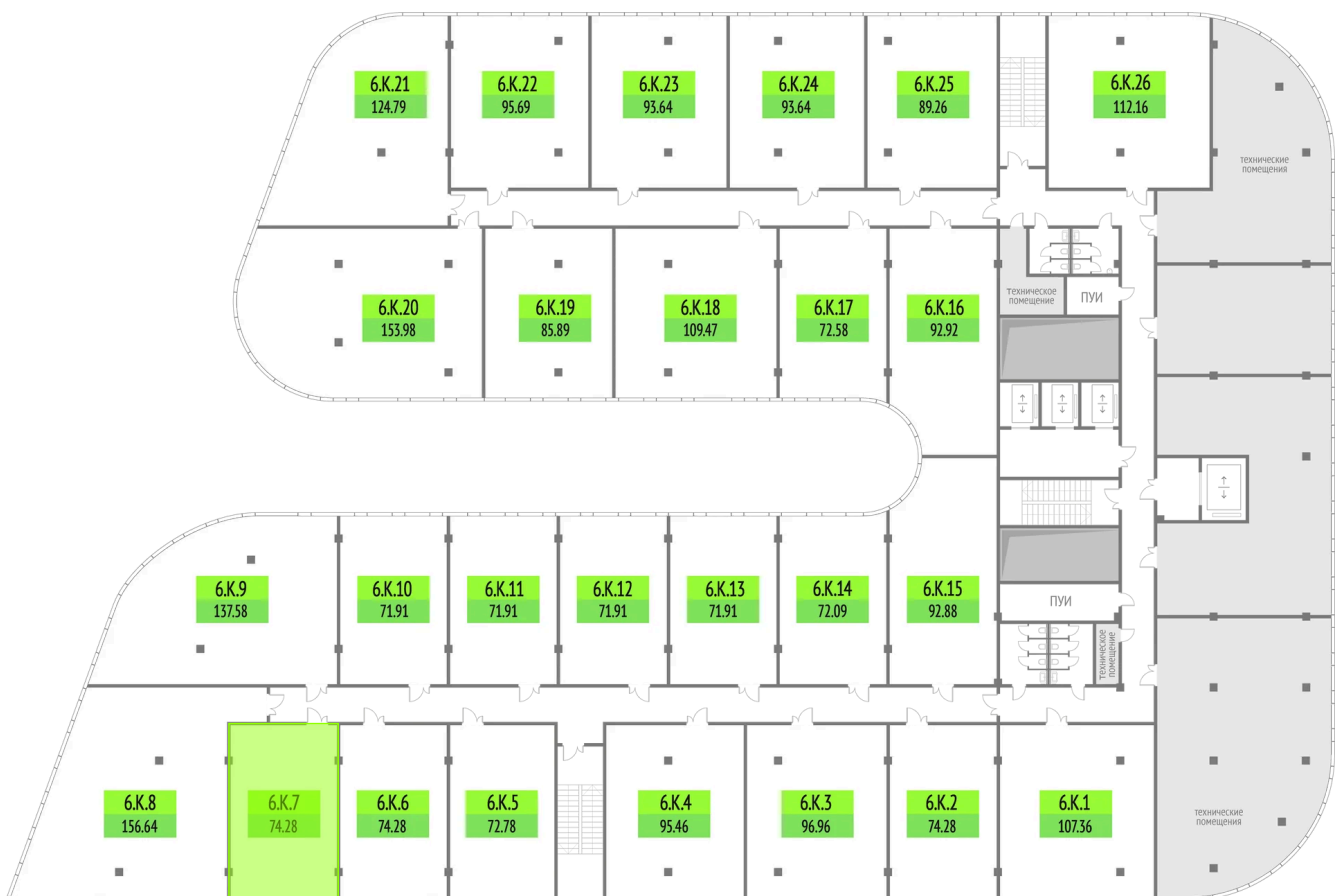 6.К.21
124.79
6.К.22
95.69
6.К.23
93.64
6.К.24
93.64
6.К.25
89.26
6.К.26
112.16
технические
помещения
6.К.20
153.98
6.К.19
85.89
6.К.18
109.47
6.К.17
72.58
6.К.16
92.92
техническое
помещение
ПУИ
6.К.9
137.58
6.К.10
71.91
6.К.11
71.91
6.К.12
71.91
6.К.13
71.91
6.К.14
72.09
6.К.15
92.88
ПУИ
техническое
помещение
6.К.8
156.64
6.К.7
74.28
6.К.6
74.28
6.К.5
72.78
6.К.4
95.46
6.К.3
96.96
6.К.2
74.28
6.К.1
107.36
технические
помещения